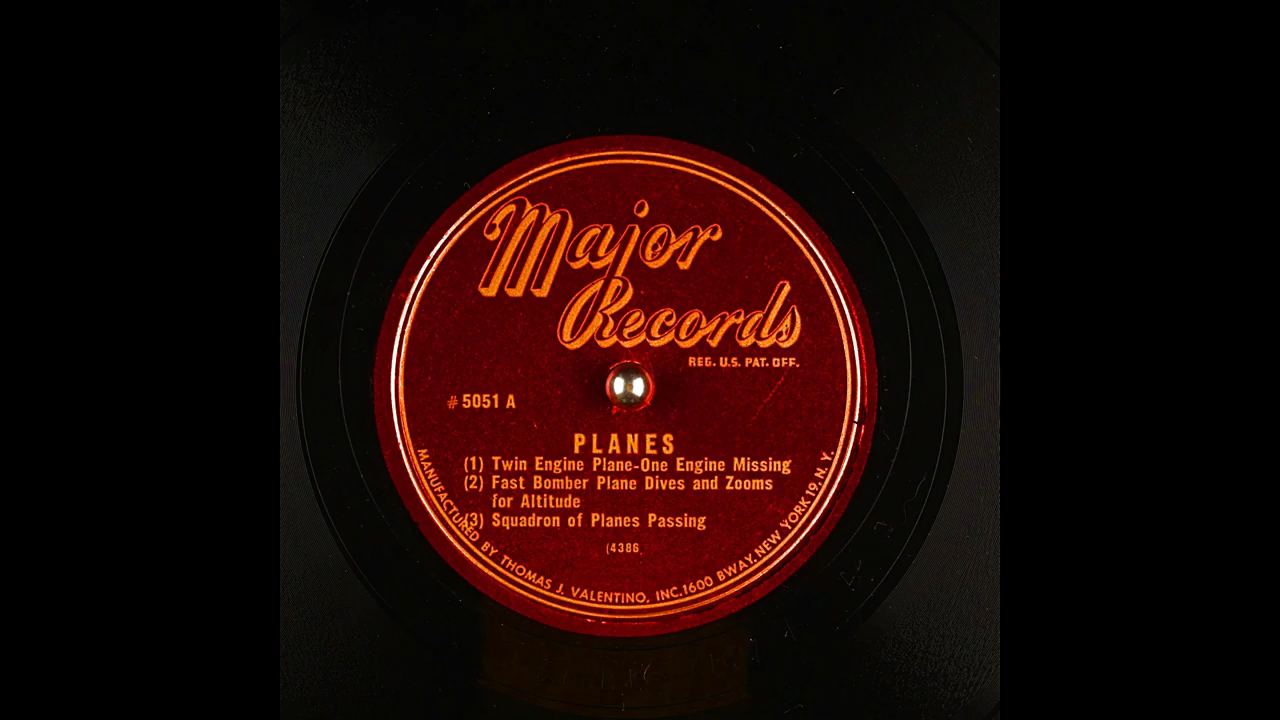 Major
Records
REG. U.S. PAT. OFF.
# 5051 A
PLANES
(1) Twin Engine Plane-One Engine Missing
(2) Fast Bomber Plane Dives and Zooms
for Altitude
(3) Squadron of Planes Passing
(4386
MANUFACTURED BY THOMAS J. VALENTINO, INC. 1600 BWAY. NEW YORK 19, N. Y.